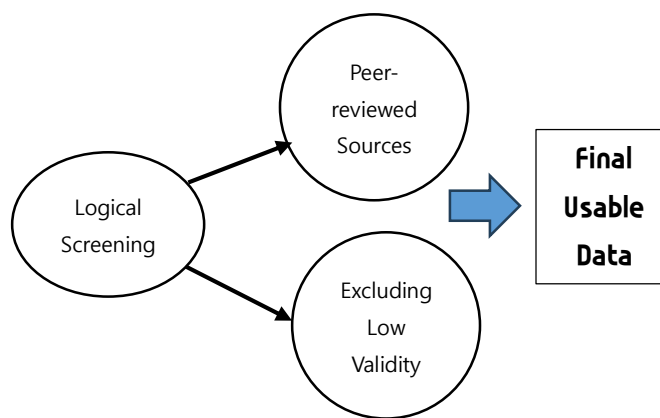 Peer-
reviewed
Sources
Logical
Screening
Excluding
Low
Validity
Final
Usable
Data